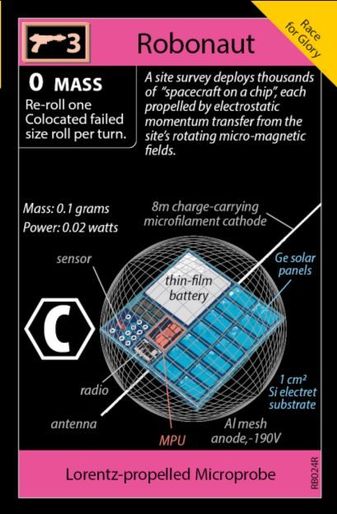 3
Robonaut
Race
for Glory
0 MASS
Re-roll one
Colocated failed
size roll per turn.
A site survey deploys thousands
of "spacecraft on a chip", each
propelled by electrostatic
momentum transfer from the
site's rotating micro-magnetic
fields.
Mass: 0.1 grams
Power: 0.02 watts
8m charge-carrying
microfilament cathode
sensor
Ge solar
panels
thin-film
battery
C
1 cm²
Si electret
substrate
radio
antenna
MPU
Al mesh
anode,-190V
Lorentz-propelled Microprobe
RB024R